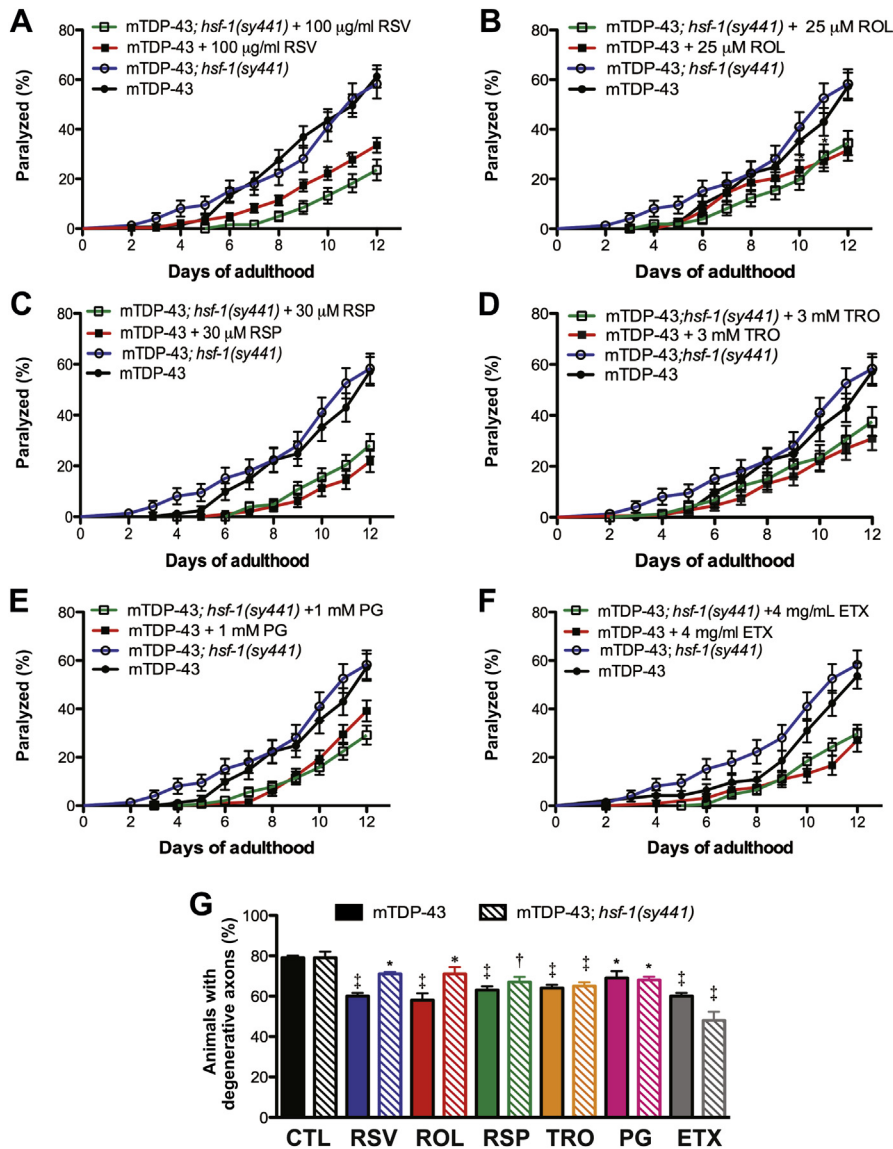 A
mTDP-43; hsf-1(sy441) + 100 µg/ml RSV
mTDP-43 + 100 µg/ml RSV
mTDP-43; hsf-1(sy441)
mTDP-43
Paralyzed (%)
80
60
40
20
0
0 2 4 6 8 10 12
Days of adulthood
B
mTDP-43; hsf-1(sy441) + 25 µM ROL
mTDP-43 + 25 µM ROL
mTDP-43; hsf-1(sy441)
mTDP-43
Paralyzed (%)
80
60
40
20
0
0 2 4 6 8 10 12
Days of adulthood
C
mTDP-43; hsf-1(sy441) + 30 µM RSP
mTDP-43 + 30 µM RSP
mTDP-43; hsf-1(sy441)
mTDP-43
Paralyzed (%)
80
60
40
20
0
0 2 4 6 8 10 12
Days of adulthood
D
mTDP-43;hsf-1(sy441) + 3 mM TRO
mTDP-43 + 3 mM TRO
mTDP-43;hsf-1(sy441)
mTDP-43
Paralyzed (%)
80
60
40
20
0
0 2 4 6 8 10 12
Days of adulthood
E
mTDP-43; hsf-1(sy441) +1 mM PG
mTDP-43 + 1 mM PG
mTDP-43; hsf-1(sy441)
mTDP-43
Paralyzed (%)
80
60
40
20
0
0 2 4 6 8 10 12
Days of adulthood
F
mTDP-43; hsf-1(sy441) +4 mg/mL ETX
mTDP-43 + 4 mg/ml ETX
mTDP-43; hsf-1(sy441)
mTDP-43
Paralyzed (%)
80
60
40
20
0
0 2 4 6 8 10 12
Days of adulthood
G
mTDP-43 mTDP-43; hsf-1(sy441)
Animals with
degenerative axons (%)
100
80
60
40
20
0
‡ * ‡ * ‡ † ‡ ‡ * * ‡ ‡
CTL RSV ROL RSP TRO PG ETX